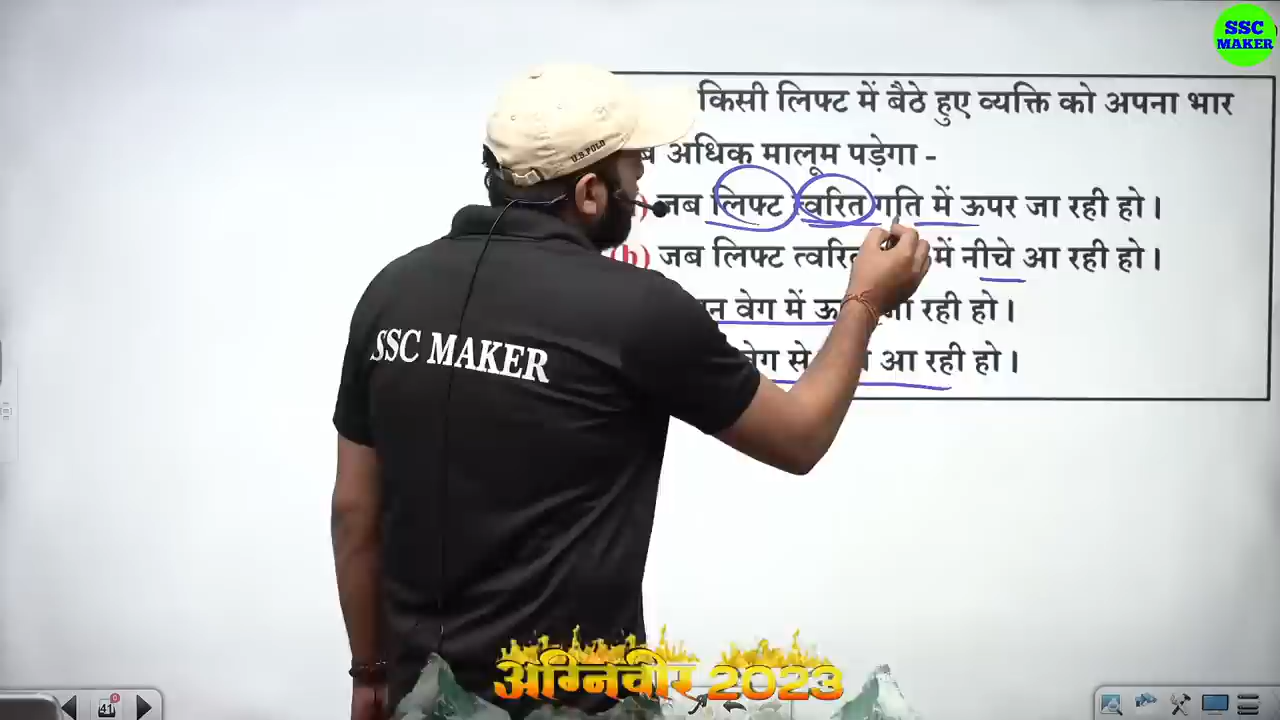 SSC
MAKER
किसी लिफ्ट में बैठे हुए व्यक्ति को अपना भार
अधिक मालूम पड़ेगा -
जब लिफ्ट त्वरित गति में ऊपर जा रही हो।
(b) जब लिफ्ट में नीचे आ रही हो।
वेग में जा रही हो।
वेग से आ रही हो।
U.S. POLO
SSC MAKER
अग्निवीर 2023
41